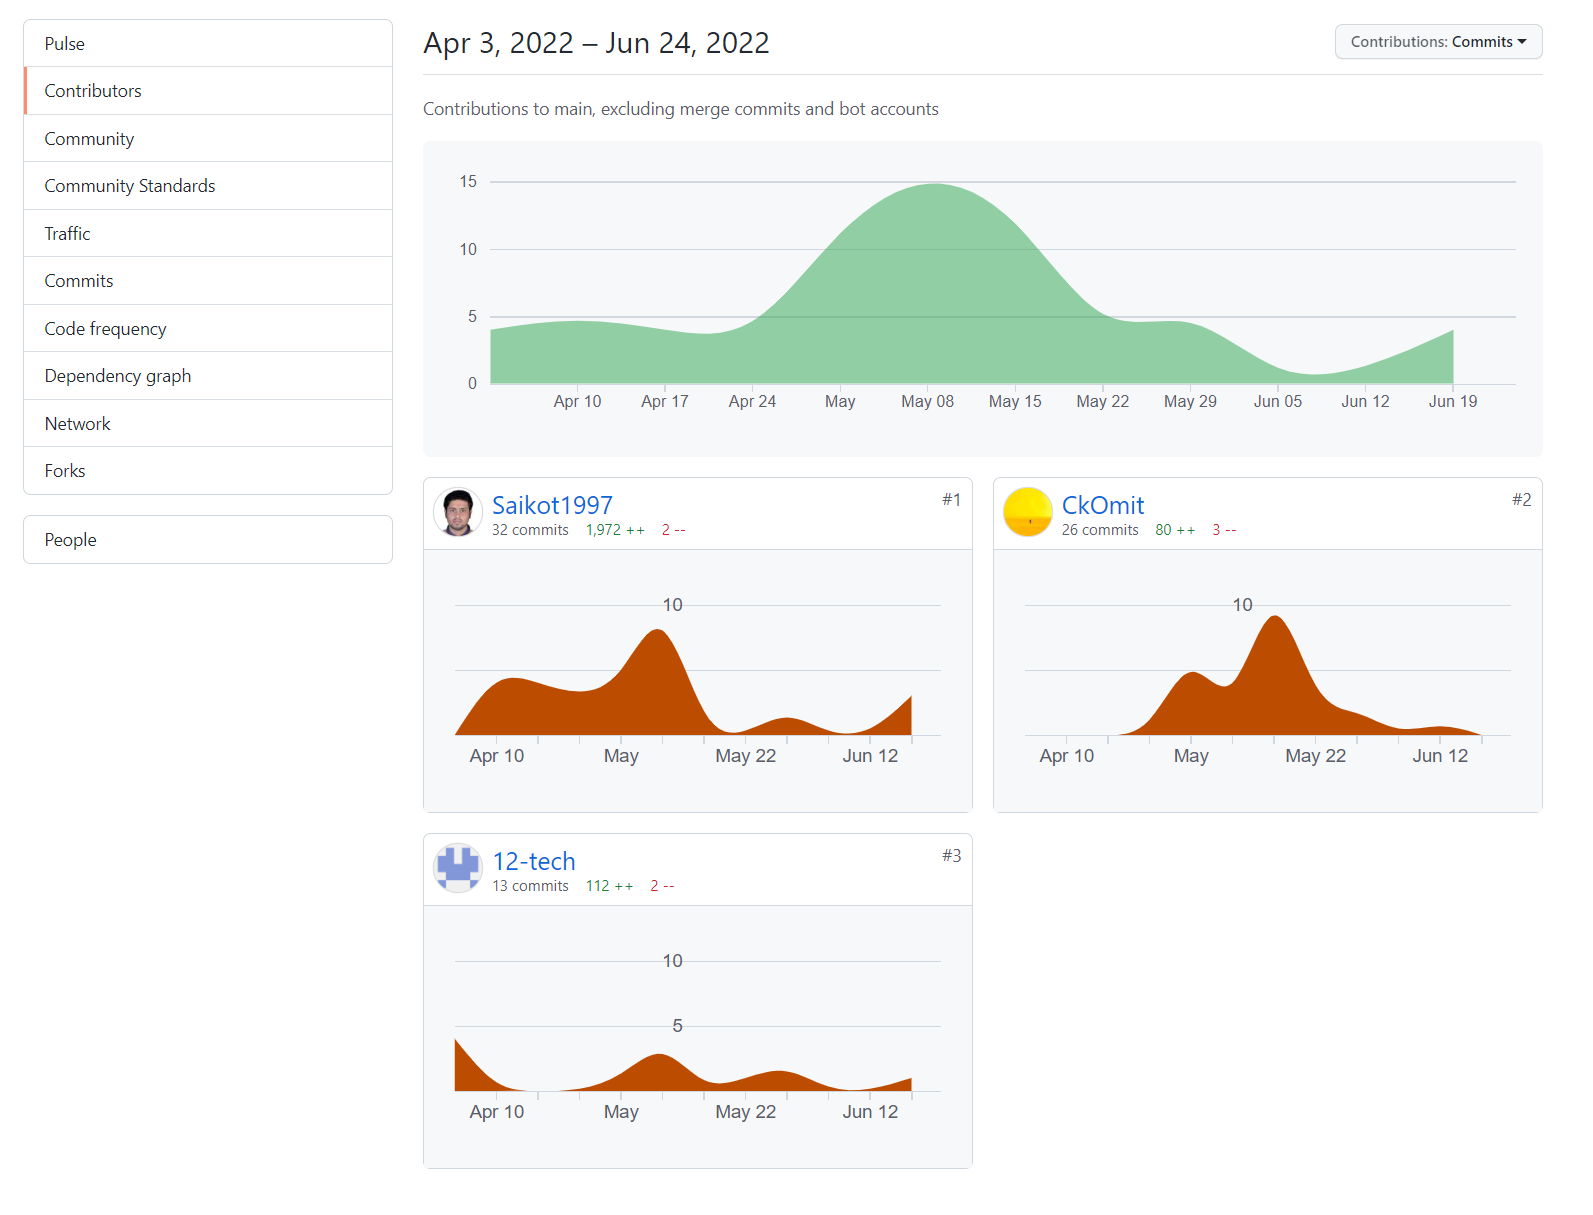 Pulse
Contributors
Community
Community Standards
Traffic
Commits
Code frequency
Dependency graph
Network
Forks
People
Apr 3, 2022 – Jun 24, 2022
Contributions: Commits
Contributions to main, excluding merge commits and bot accounts
15
10
5
0
Apr 10 Apr 17 Apr 24 May May 08 May 15 May 22 May 29 Jun 05 Jun 12 Jun 19
Saikot1997 #1
32 commits 1,972 ++ 2 --
10
Apr 10 May May 22 Jun 12
CkOmit #2
26 commits 80 ++ 3 --
10
Apr 10 May May 22 Jun 12
12-tech #3
13 commits 112 ++ 2 --
10
5
Apr 10 May May 22 Jun 12